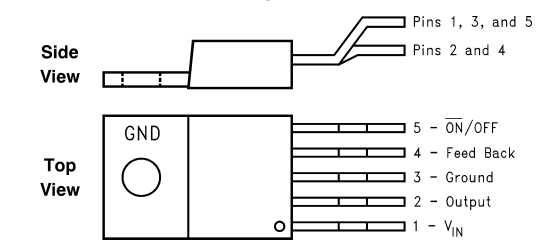 Side
View
Pins 1, 3, and 5
Pins 2 and 4
Top
View
GND
5 – O̅N̅/OFF
4 – Feed Back
3 – Ground
2 – Output
1 – VIN